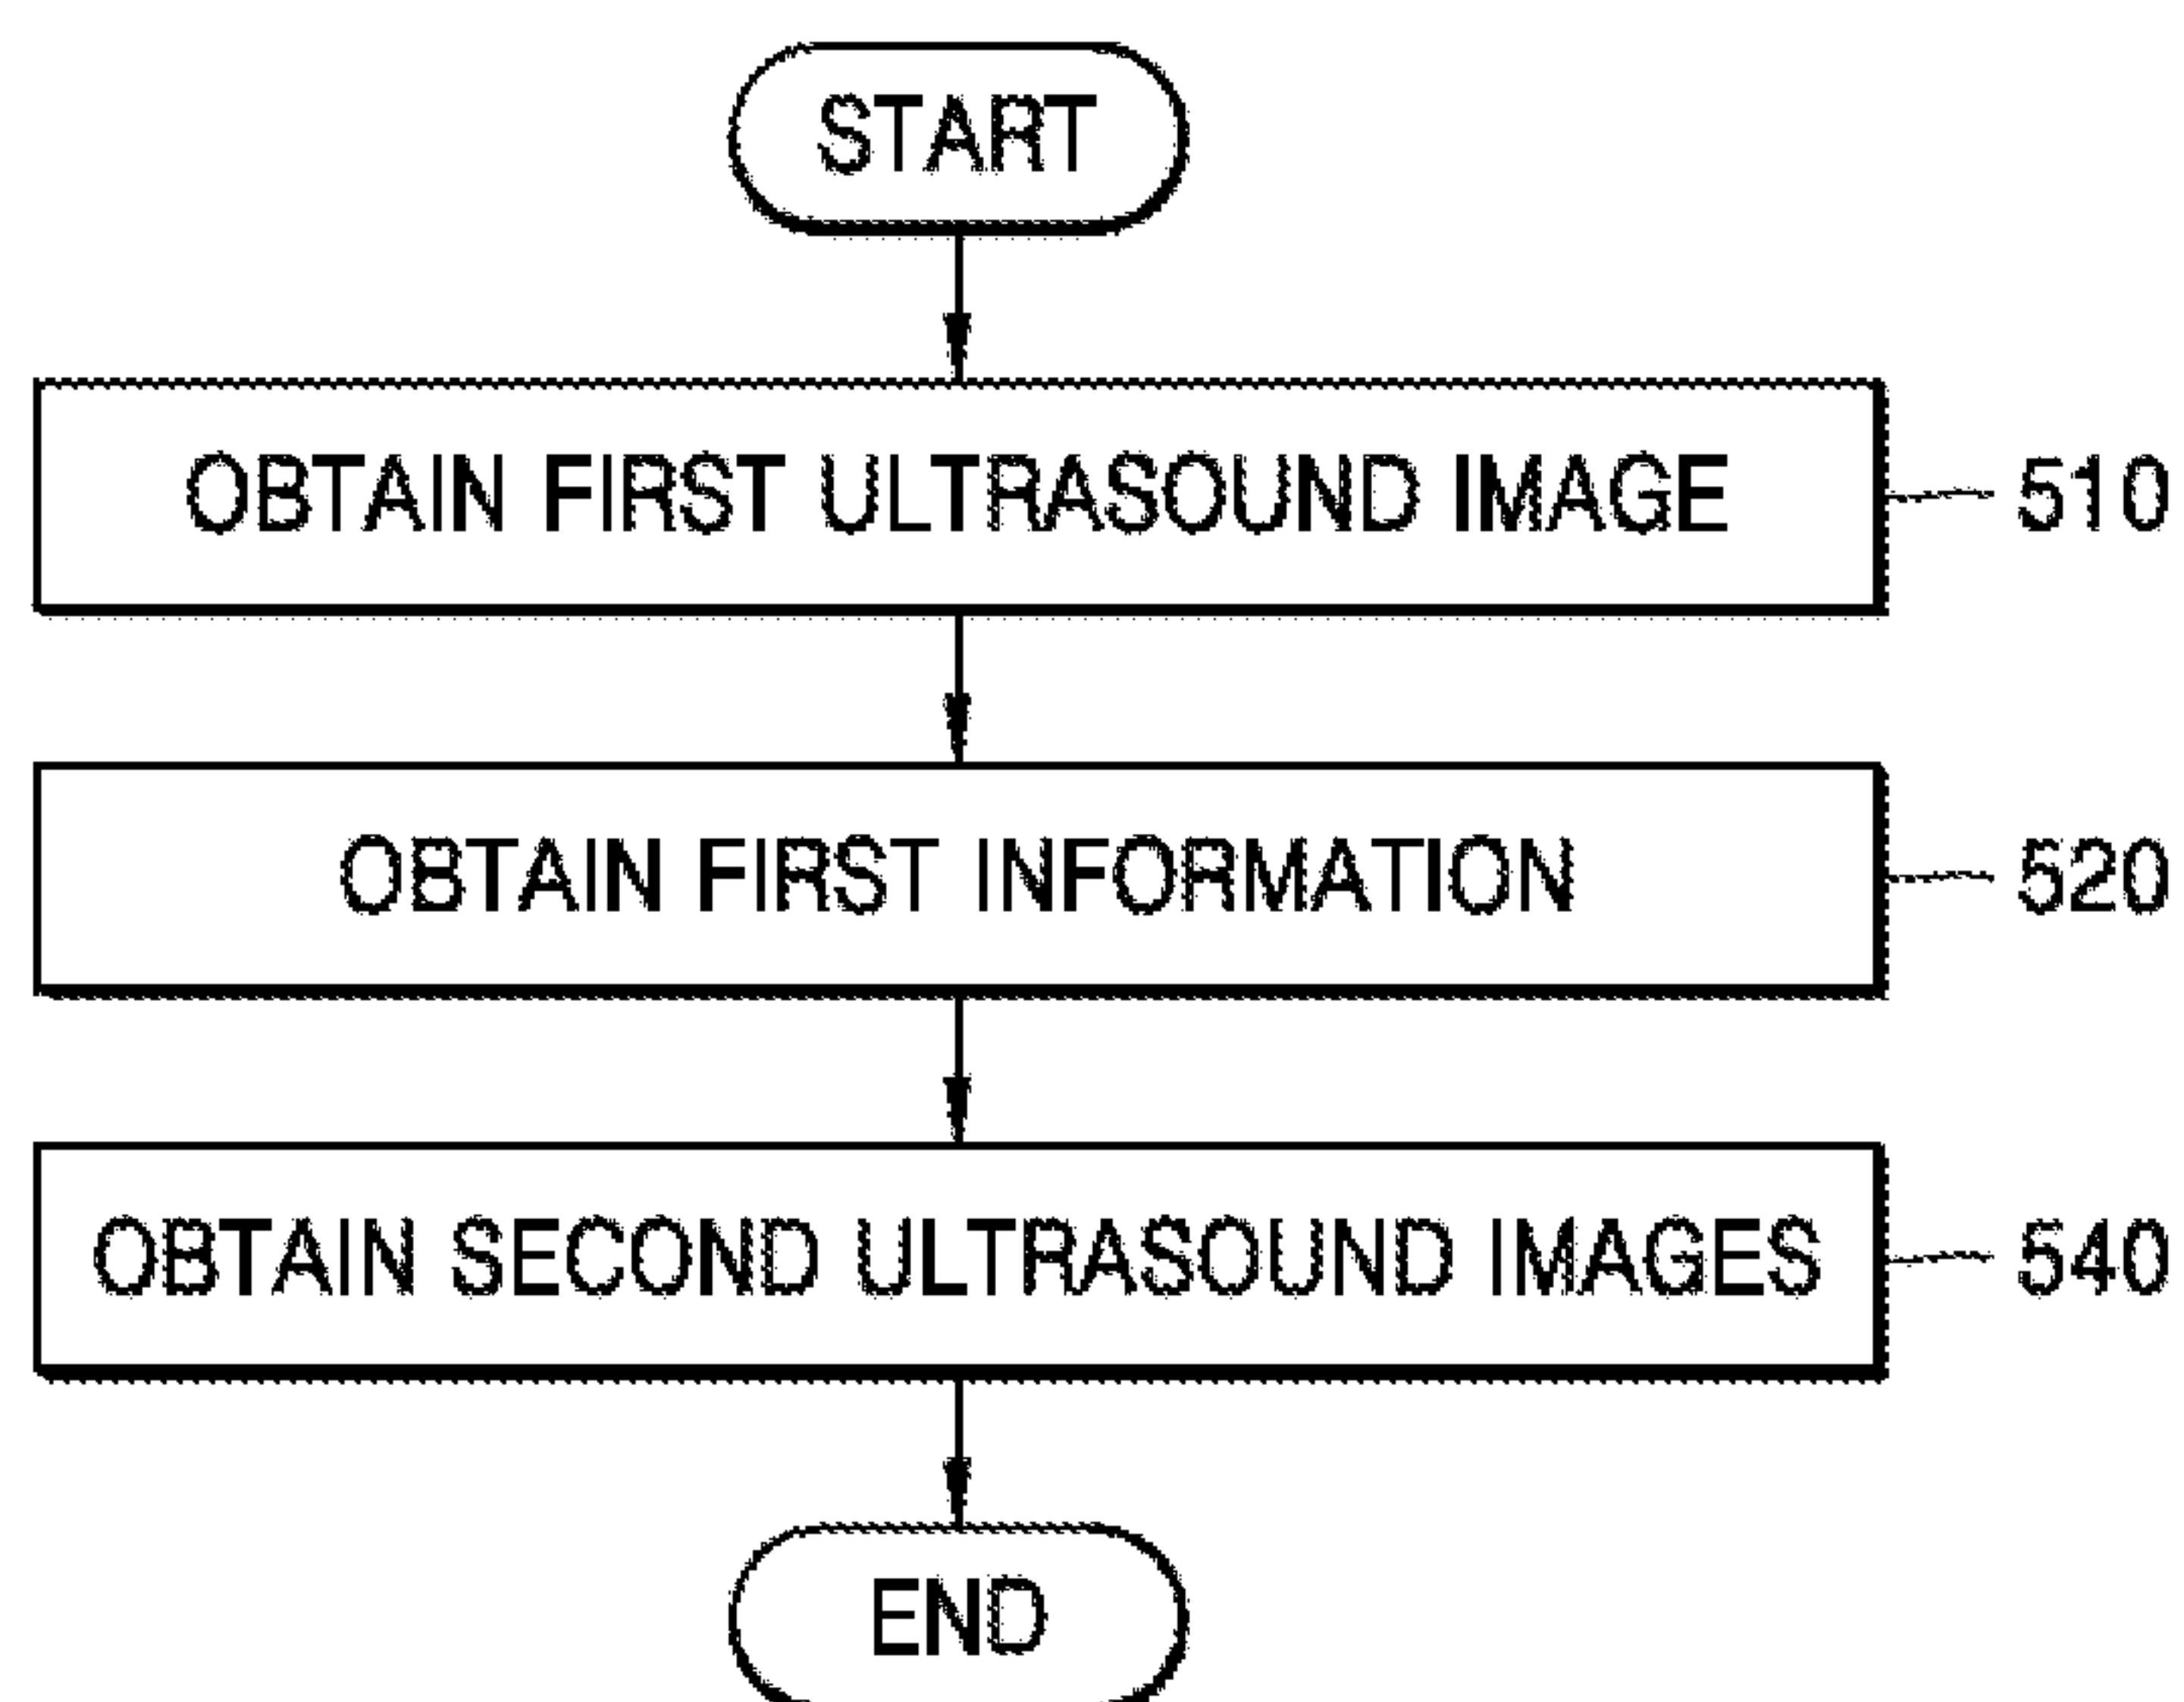 START
OBTAIN FIRST ULTRASOUND IMAGE
510
OBTAIN FIRST INFORMATION
520
OBTAIN SECOND ULTRASOUND IMAGES
540
END